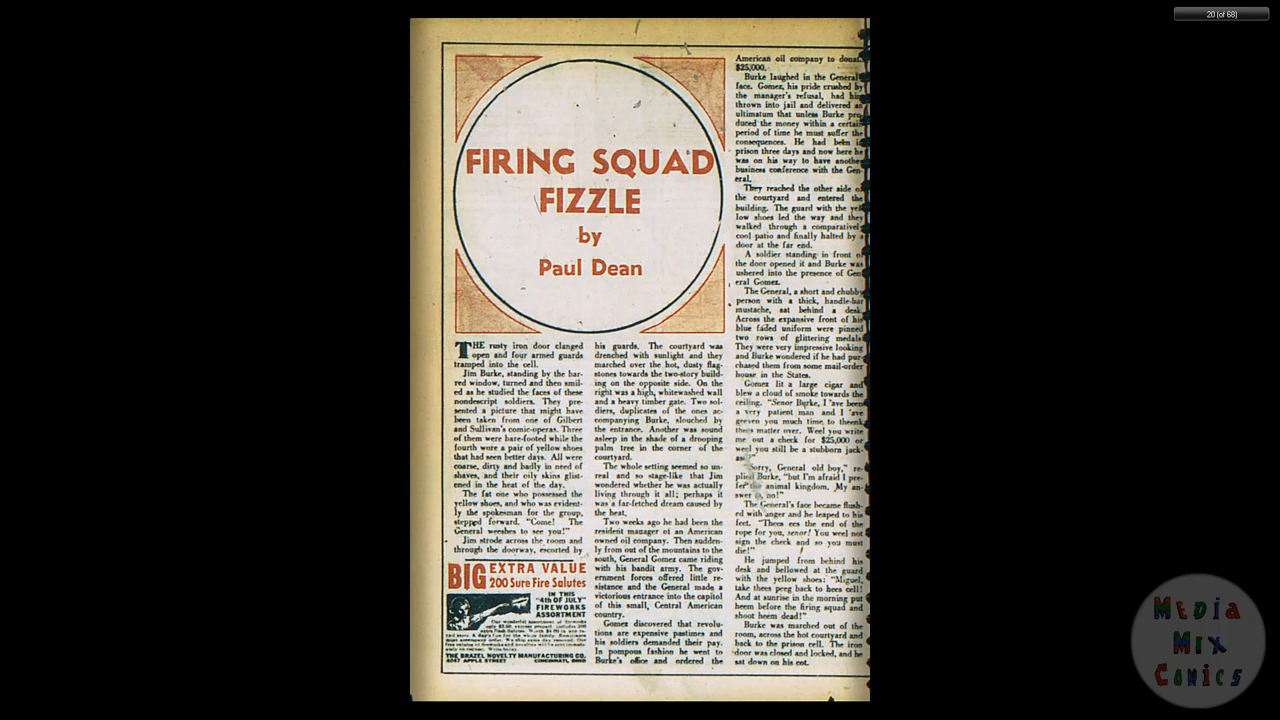 20 (of 68)
FIRING SQUAD
FIZZLE
by
Paul Dean
THE rusty iron door clanged
open and four armed guards
tramped into the cell.
Jim Burke, standing by the bar-
red window, turned and then smil-
ed as he studied the faces of these
nondescript soldiers. They pre-
sented a picture that might have
been taken from one of Gilbert
and Sullivan's comic-operas. Three
of them were bare-footed while the
fourth wore a pair of yellow shoes
that had seen better days. All were
coarse, dirty and badly in need of
shaves, and their oily skins glist-
ened in the heat of the day.
The fat one who possessed the
yellow shoes, and who was evident-
ly the spokesman for the group,
stepped forward. "Come! The
General weeshes to see you!"
Jim strode across the room and
through the doorway, escorted by
BIG EXTRA VALUE
200 Sure Fire Salutes
IN THIS
"4th OF JULY"
FIREWORKS
ASSORTMENT
THE BRAZEL NOVELTY MANUFACTURING CO.
APPLE STREET CINCINNATI, OHIO
his guards. The courtyard was
drenched with sunlight and they
marched over the hot, dusty flag-
stones towards the two-story build-
ing on the opposite side. On the
right was a high, whitewashed wall
and a heavy timber gate. Two sol-
diers, duplicates of the ones ac-
companying Burke, slouched by
the entrance. Another was sound
asleep in the shade of a drooping
palm tree in the corner of the
courtyard.
The whole setting seemed so un-
real and so stage-like that Jim
wondered whether he was actually
living through it all; perhaps it
was a far-fetched dream caused by
the heat.
Two weeks ago he had been the
resident manager of an American
owned oil company. Then sudden-
ly from out of the mountains to the
south, General Gomez came riding
with his bandit army. The gov-
ernment forces offered little re-
sistance and the General made a
victorious entrance into the capitol
of this small, Central American
country.
Gomez discovered that revolu-
tions are expensive pastimes and
his soldiers demanded their pay.
In pompous fashion he went to
Burke's office and ordered the
American oil company to dona
$25,000.
Burke laughed in the General'
face. Gomez, his pride crushed by
the manager's refusal, had hi
thrown into jail and delivered a
ultimatum that unless Burke pro
duced the money within a certai
period of time he must suffer the
consequences. He had been i
prison three days and now here he
was on his way to have anothe
business conference with the Gen-
eral.
They reached the other side o
the courtyard and entered the
building. The guard with the yel
low shoes led the way and they
walked through a comparativel
cool patio and finally halted by a
door at the far end.
A soldier standing in front o
the door opened it and Burke was
ushered into the presence of Gen
eral Gomez.
The General, a short and chubby
person with a thick, handle-bar
mustache, sat behind a desk.
Across the expansive front of his
blue faded uniform were pinned
two rows of glittering medals
They were very impressive looking
and Burke wondered if he had pur-
chased them from some mail-order
house in the States.
Gomez lit a large cigar and
blew a cloud of smoke towards the
ceiling. "Senor Burke, I 'ave been
a very patient man and I 'ave
geeven you much time to theenk
thees matter over. Weel you write
me out a check for $25,000 or
weel you still be a stubborn jack-
ass?"
"Sorry, General old boy," re-
plied Burke, "but I'm afraid I pre-
fer the animal kingdom. My an-
swer is no!"
The General's face became flush-
ed with anger and he leaped to his
feet. "Thees ees the end of the
rope for you, senor! You weel not
sign the check and so you must
die!"
He jumped from behind his
desk and bellowed at the guard
with the yellow shoes: "Miguel,
take thees peeg back to hees cell!
And at sunrise in the morning put
heem before the firing squad and
shoot heem dead!"
Burke was marched out of the
room, across the hot courtyard and
back to the prison cell. The iron
door was closed and locked, and he
sat down on his cot.
MEDIA
MIX
COMICS